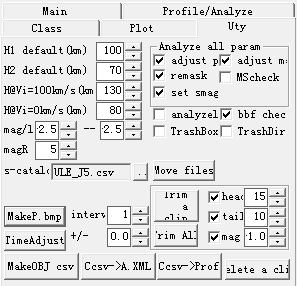 Main Profile/Analyze
Class Plot Uty
H1 default(km) 100
H2 default(km) 70
H@Vi=100km/s(km) 130
H@Vi=0km/s(km) 80
mag/l -2.5 -- -2.5
magR 5
Analyze all param
adjust p adjust m
remask MScheck
set smag
analyzel bbf chec
TrashBox TrashDir
s-catalo ULE_J5.csv .. Move files
MakeP.bmp interv 1
TimeAdjust +/- 0.0
Trim a clip
Trim All
head 15
tail 10
mag -1.0
MakeOBJ csv Ccsv->A.XML Ccsv->Prof elete a cli